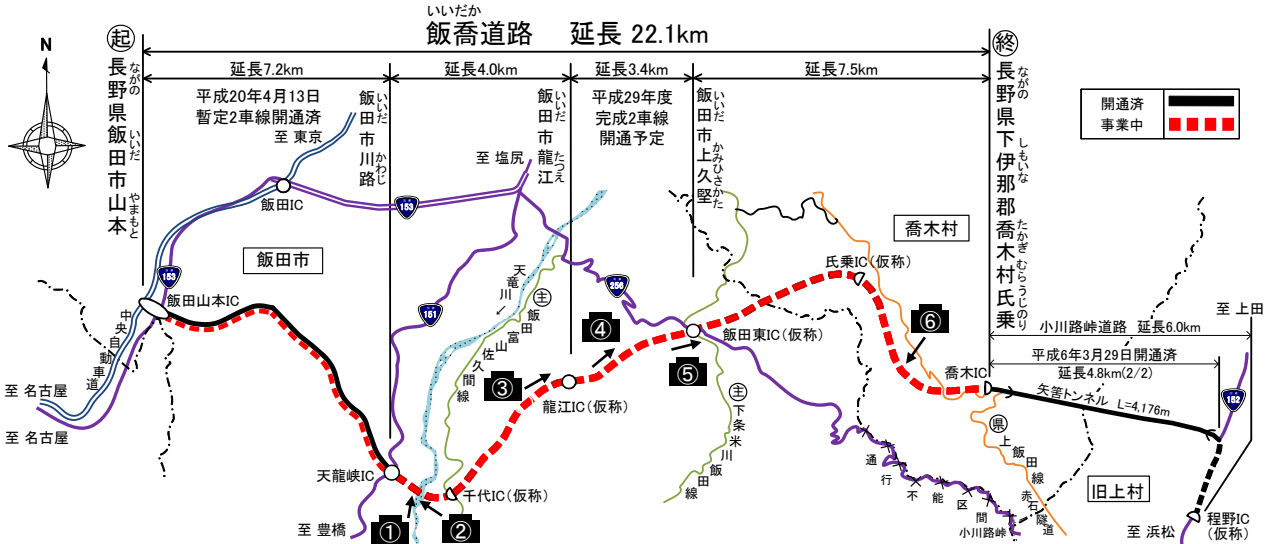 いいだか
飯喬道路 延長 22.1km
起
終
N
長野県飯田市山本
ながの
いいだ
やまもと
延長7.2km
延長4.0km
延長3.4km
延長7.5km
平成20年4月13日
暫定2車線開通済
平成29年度
完成2車線
開通予定
飯田市川路
いいだ
かわじ
飯田市龍江
いいだ
たつえ
飯田市上久堅
いいだ
かみひさかた
長野県下伊那郡喬木村氏乗
ながの
しもいな
たかぎむらうじのり
開通済
事業中
至 東京
至 塩尻
飯田IC
153
飯田市
喬木村
153
飯田山本IC
中央自動車道
至 名古屋
至 名古屋
151
天竜川
主
飯田富山佐久間線
256
氏乗IC(仮称)
飯田東IC(仮称)
④
⑥
⑤
③
龍江IC(仮称)
喬木IC
小川路峠道路 延長6.0km
至 上田
平成6年3月29日開通済
延長4.8km(2/2)
矢筈トンネル L=4,176m
152
主
下条米川飯田線
県
上飯田線
赤石隧道
通行不能区間
小川路峠
旧上村
天龍峡IC
千代IC(仮称)
①
②
至 豊橋
至 浜松
程野IC
(仮称)